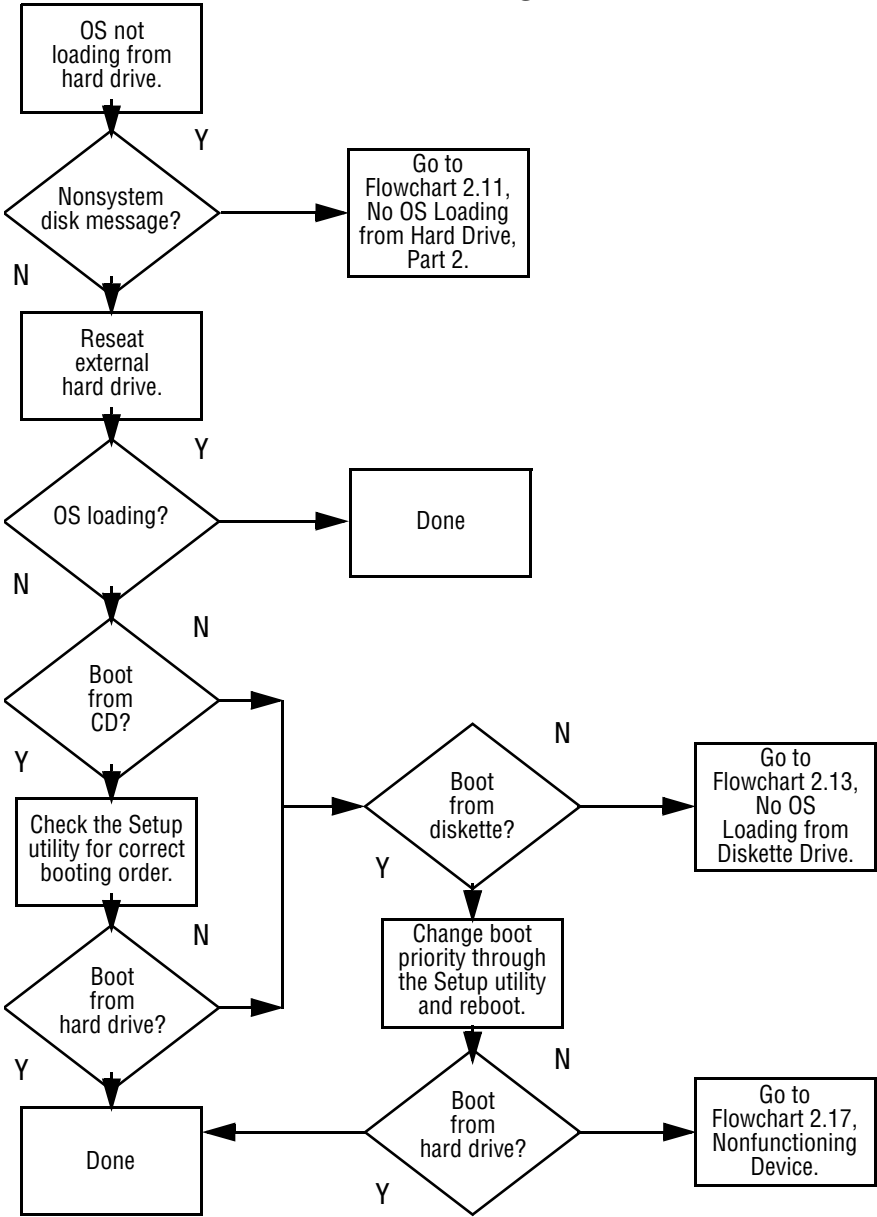 OS not
loading from
hard drive.
Y
Nonsystem
disk message?
Go to
Flowchart 2.11,
No OS Loading
from Hard Drive,
Part 2.
N
Reseat
external
hard drive.
Y
OS loading?
Done
N
N
Boot
from
CD?
Y
N
Boot
from
diskette?
Go to
Flowchart 2.13,
No OS
Loading from
Diskette Drive.
Y
Check the Setup
utility for correct
booting order.
N
Boot
from
hard drive?
Y
Change boot
priority through
the Setup utility
and reboot.
N
Boot
from
hard drive?
Go to
Flowchart 2.17,
Nonfunctioning
Device.
Y
Done